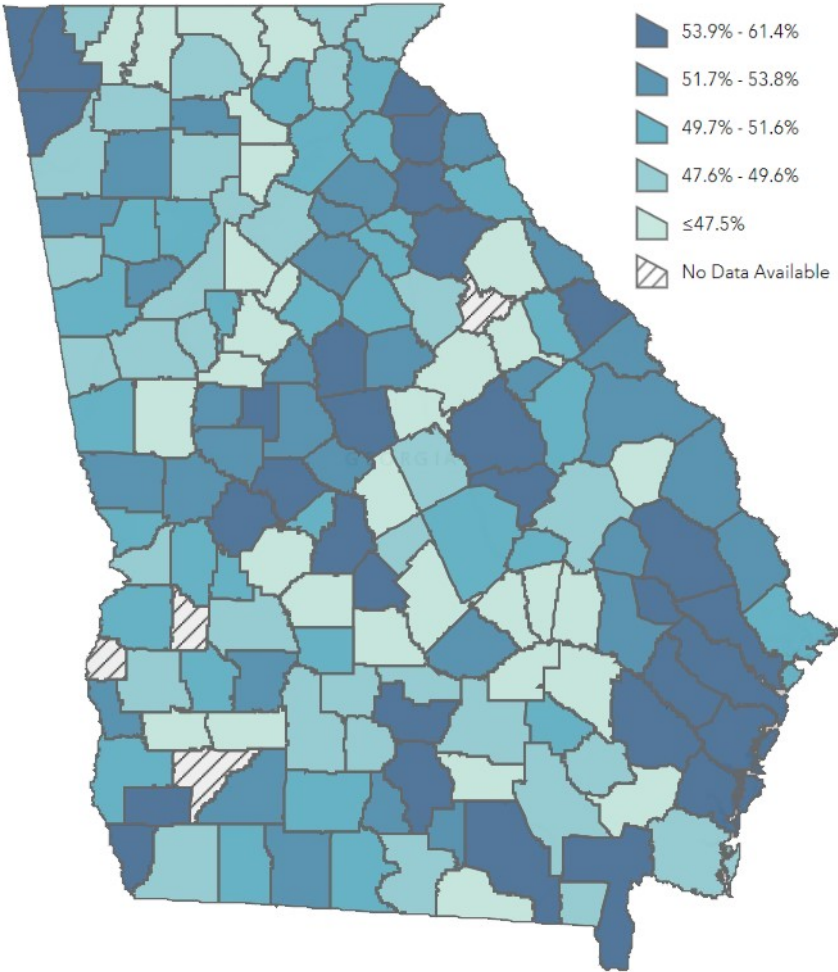 53.9% - 61.4%
51.7% - 53.8%
49.7% - 51.6%
47.6% - 49.6%
≤47.5%
No Data Available
GEORGIA